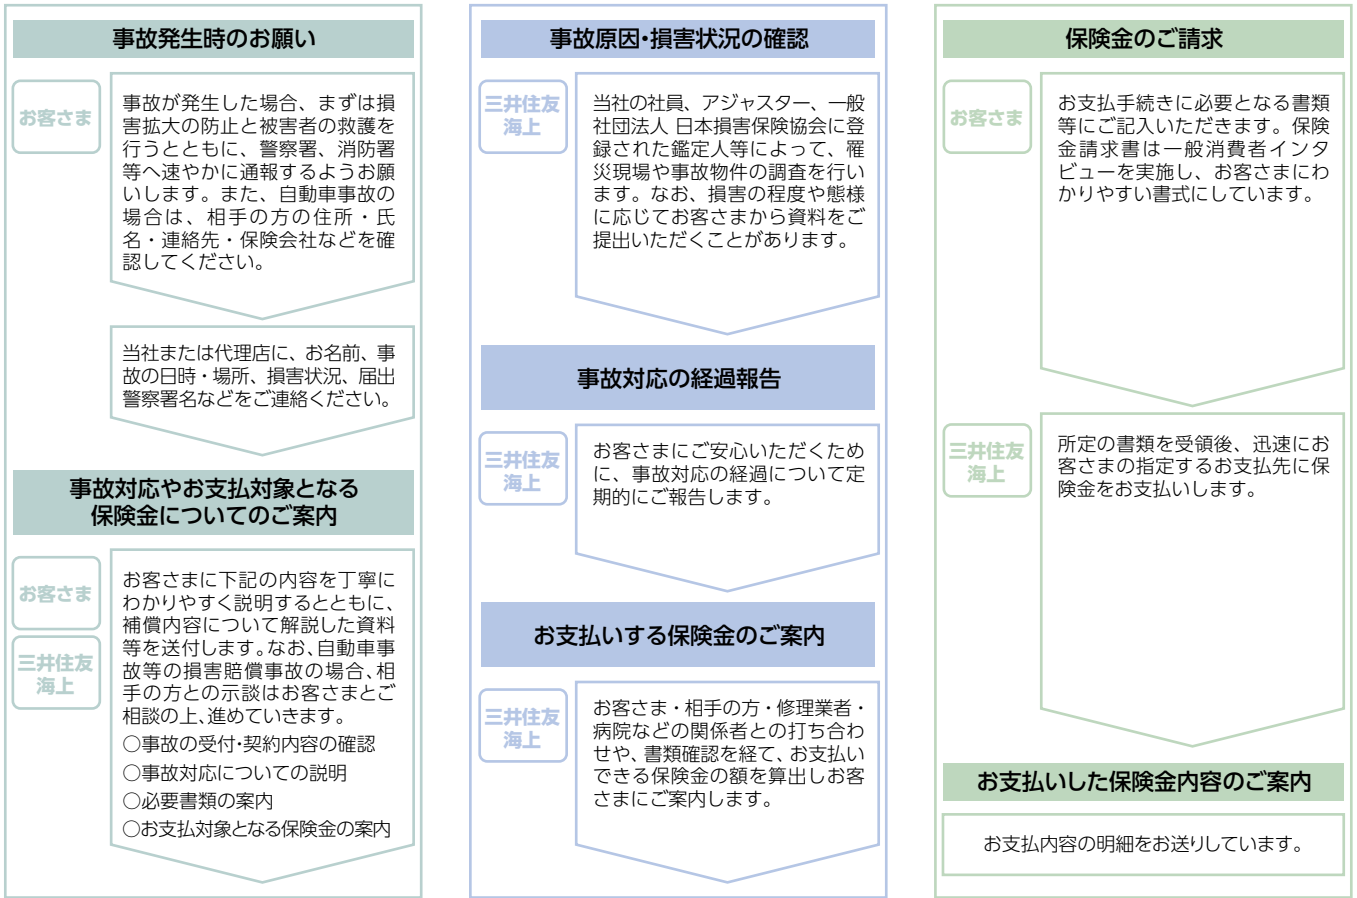 事故発生時のお願い
お客さま
事故が発生した場合、まずは損
害拡大の防止と被害者の救護を
行うとともに、警察署、消防署
等へ速やかに通報するようお願
いします。また、自動車事故の
場合は、相手の方の住所・氏
名・連絡先・保険会社などを確
認してください。
当社または代理店に、お名前、事
故の日時・場所、損害状況、届出
警察署名などをご連絡ください。
事故対応やお支払対象となる
保険金についてのご案内
お客さま
三井住友
海上
お客さまに下記の内容を丁寧に
わかりやすく説明するとともに、
補償内容について解説した資料
等を送付します。なお、自動車事
故等の損害賠償事故の場合、相
手の方との示談はお客さまとご
相談の上、進めていきます。
○事故の受付・契約内容の確認
○事故対応についての説明
○必要書類の案内
○お支払対象となる保険金の案内
事故原因・損害状況の確認
三井住友
海上
当社の社員、アジャスター、一般
社団法人 日本損害保険協会に登
録された鑑定人等によって、罹
災現場や事故物件の調査を行い
ます。なお、損害の程度や態様
に応じてお客さまから資料をご
提出いただくことがあります。
事故対応の経過報告
三井住友
海上
お客さまにご安心いただくため
に、事故対応の経過について定
期的にご報告します。
お支払いする保険金のご案内
三井住友
海上
お客さま・相手の方・修理業者・
病院などの関係者との打ち合わ
せや、書類確認を経て、お支払い
できる保険金の額を算出しお客
さまにご案内します。
保険金のご請求
お客さま
お支払手続きに必要となる書類
等にご記入いただきます。保険
金請求書は一般消費者インタ
ビューを実施し、お客さまにわ
かりやすい書式にしています。
三井住友
海上
所定の書類を受領後、迅速にお
客さまの指定するお支払先に保
険金をお支払いします。
お支払いした保険金内容のご案内
お支払内容の明細をお送りしています。